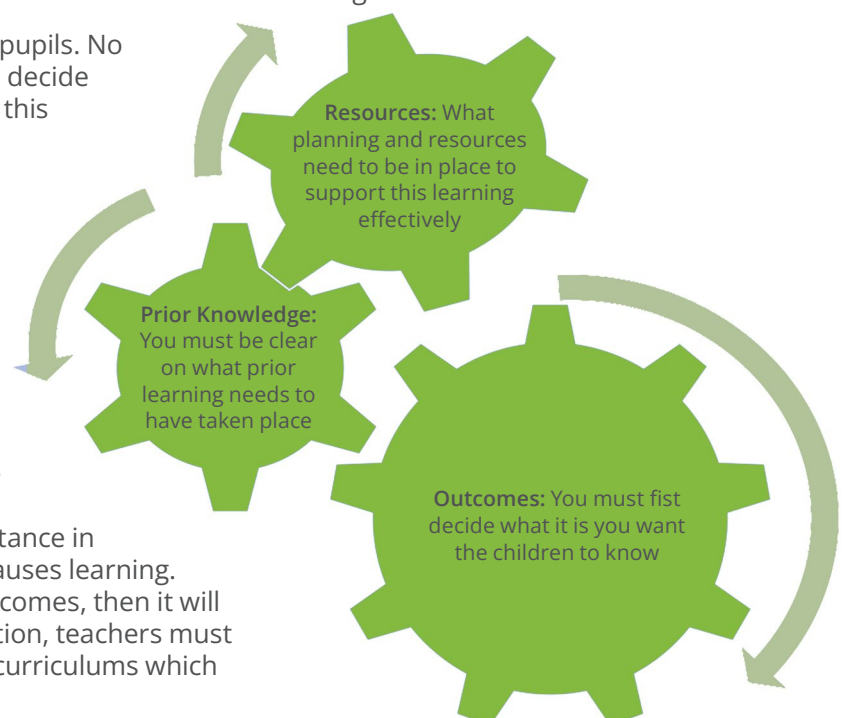 pupils. No
decide
this
Resources: What
planning and resources
need to be in place to
support this learning
effectively
Prior Knowledge:
You must be clear
on what prior
learning needs to
have taken place
Outcomes: You must fist
decide what it is you want
the children to know
tance in
auses learning.
comes, then it will
tion, teachers must
curriculums which